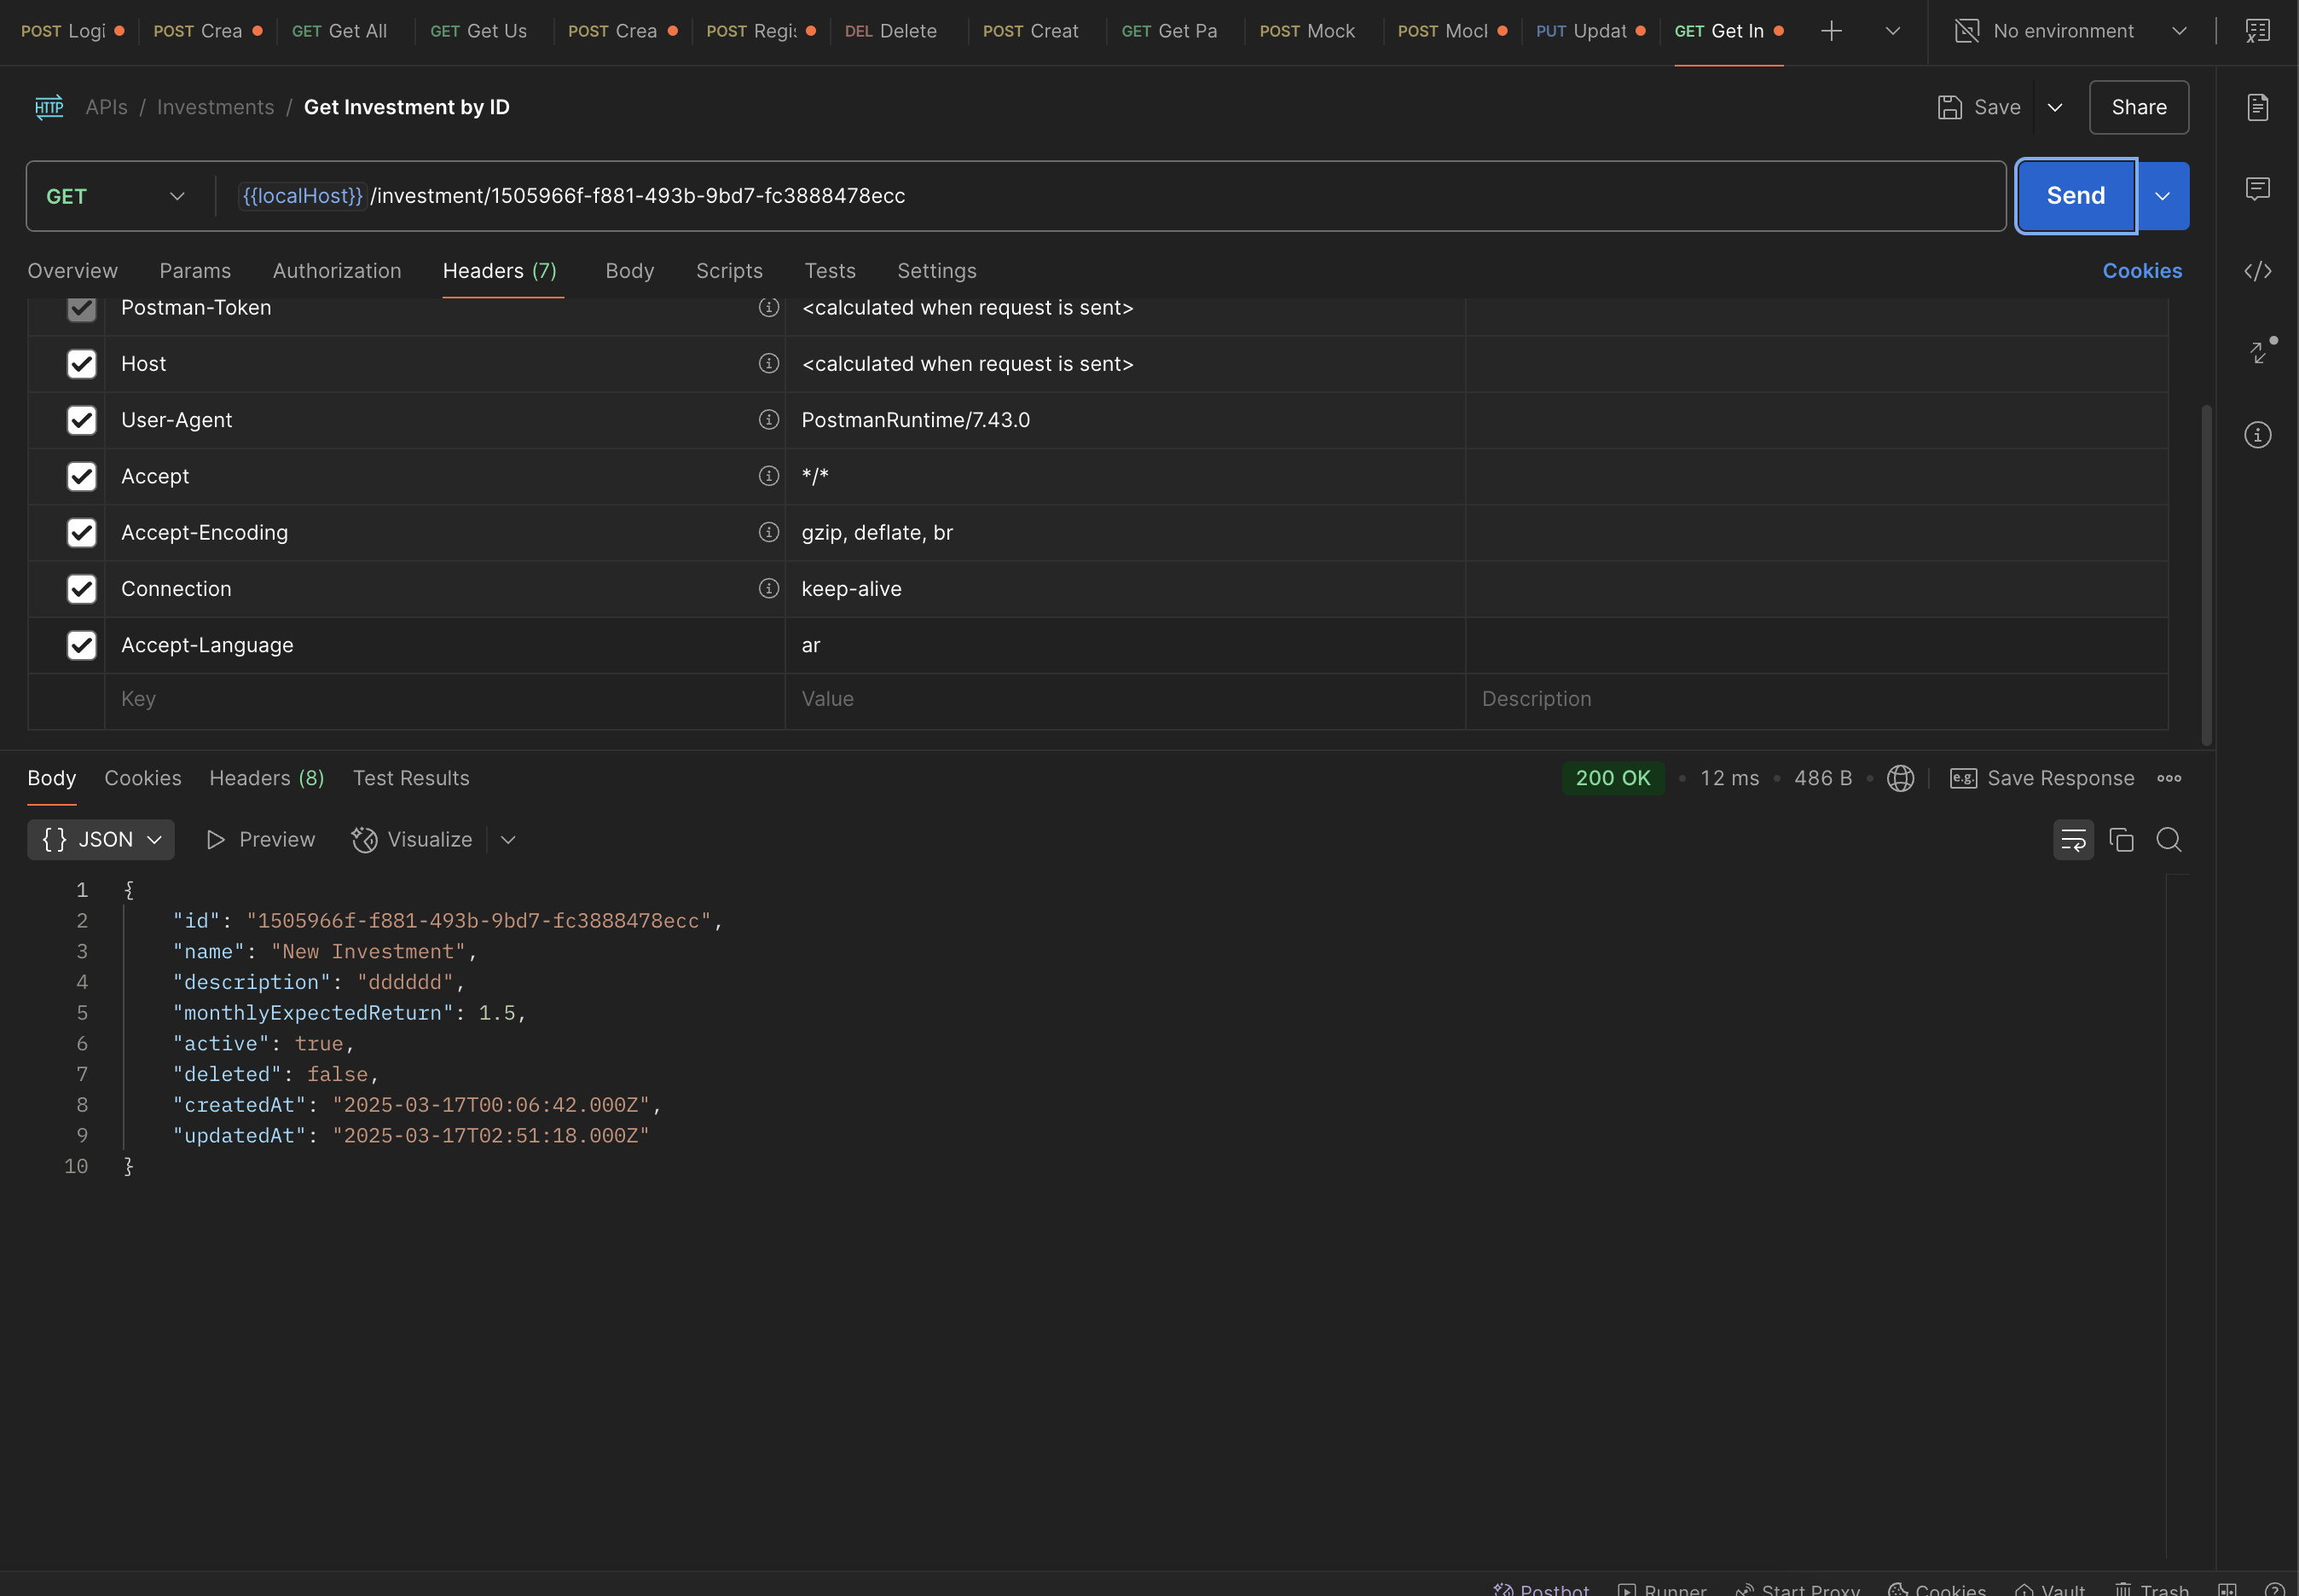 POST Logi POST Crea GET Get All GET Get Us POST Crea POST Regi DEL Delete POST Creat GET Get Pa POST Mock POST Mock PUT Updat GET Get In No environment
HTTP APIs / Investments / Get Investment by ID Save Share
GET {{localHost}} /investment/1505966f-f881-493b-9bd7-fc3888478ecc Send
Overview Params Authorization Headers (7) Body Scripts Tests Settings Cookies
Postman-Token <calculated when request is sent>
Host <calculated when request is sent>
User-Agent PostmanRuntime/7.43.0
Accept */*
Accept-Encoding gzip, deflate, br
Connection keep-alive
Accept-Language ar
Key Value Description
Body Cookies Headers (8) Test Results 200 OK • 12 ms • 486 B • e.g. Save Response
{} JSON Preview Visualize
1 {
2 "id": "1505966f-f881-493b-9bd7-fc3888478ecc",
3 "name": "New Investment",
4 "description": "dddddd",
5 "monthlyExpectedReturn": 1.5,
6 "active": true,
7 "deleted": false,
8 "createdAt": "2025-03-17T00:06:42.000Z",
9 "updatedAt": "2025-03-17T02:51:18.000Z"
10 }
Postbot Runner Start Proxy Cookies Vault Trash